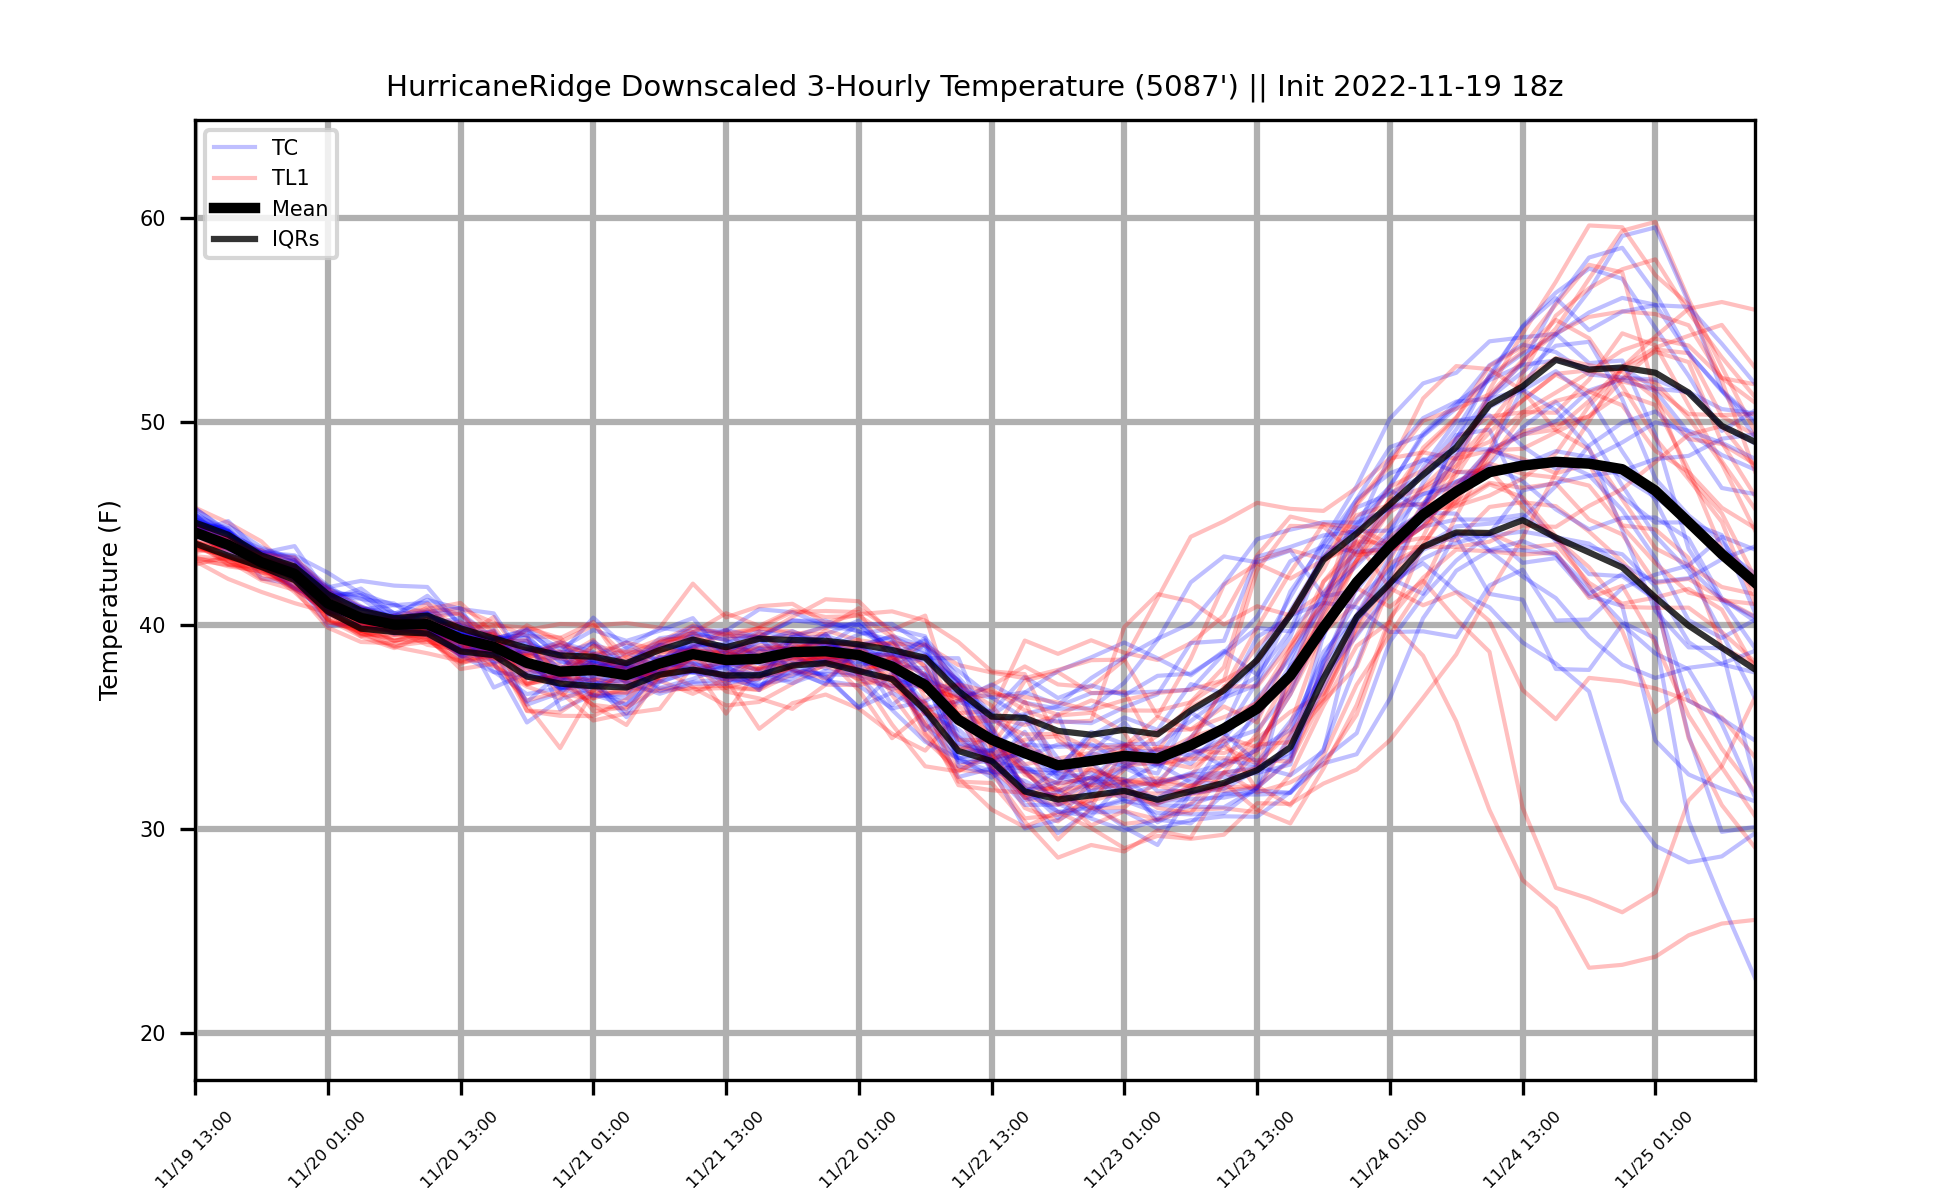 HurricaneRidge Downscaled 3-Hourly Temperature (5087') || Init 2022-11-19 18z
TC
TL1
Mean
IQRs
Temperature (F)
60
50
40
30
20
11/19 13:00
11/20 01:00
11/20 13:00
11/21 01:00
11/21 13:00
11/22 01:00
11/22 13:00
11/23 01:00
11/23 13:00
11/24 01:00
11/24 13:00
11/25 01:00